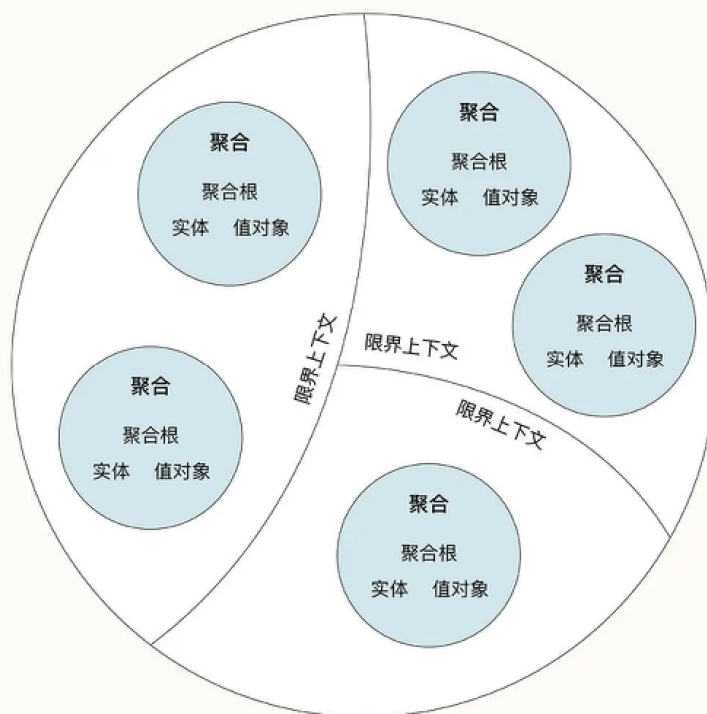 聚合
聚合根
实体 值对象
聚合
聚合根
实体 值对象
聚合
聚合根
实体 值对象
限界上下文
限界上下文
聚合
聚合根
实体 值对象
限界上下文
聚合
聚合根
实体 值对象